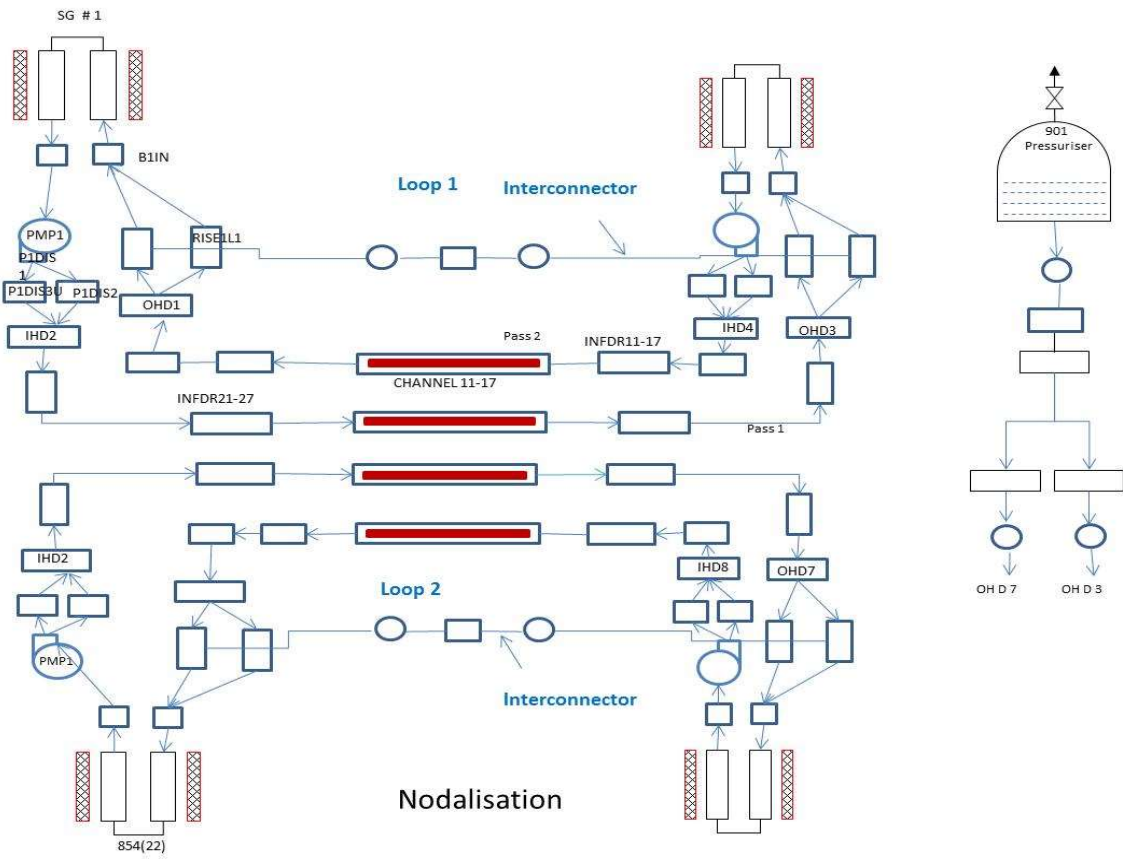 SG # 1
901
Pressuriser
B1IN
Loop 1
Interconnector
PMP1
RISE1L1
P1DIS
1
P1DIS3U
P1DIS2
OHD1
IHD2
Pass 2
INFDR11-17
IHD4
OHD3
CHANNEL 11-17
INFDR21-27
Pass 1
IHD2
IHD8
OHD7
Loop 2
OH D 7
OH D 3
PMP1
Interconnector
Nodalisation
854(22)